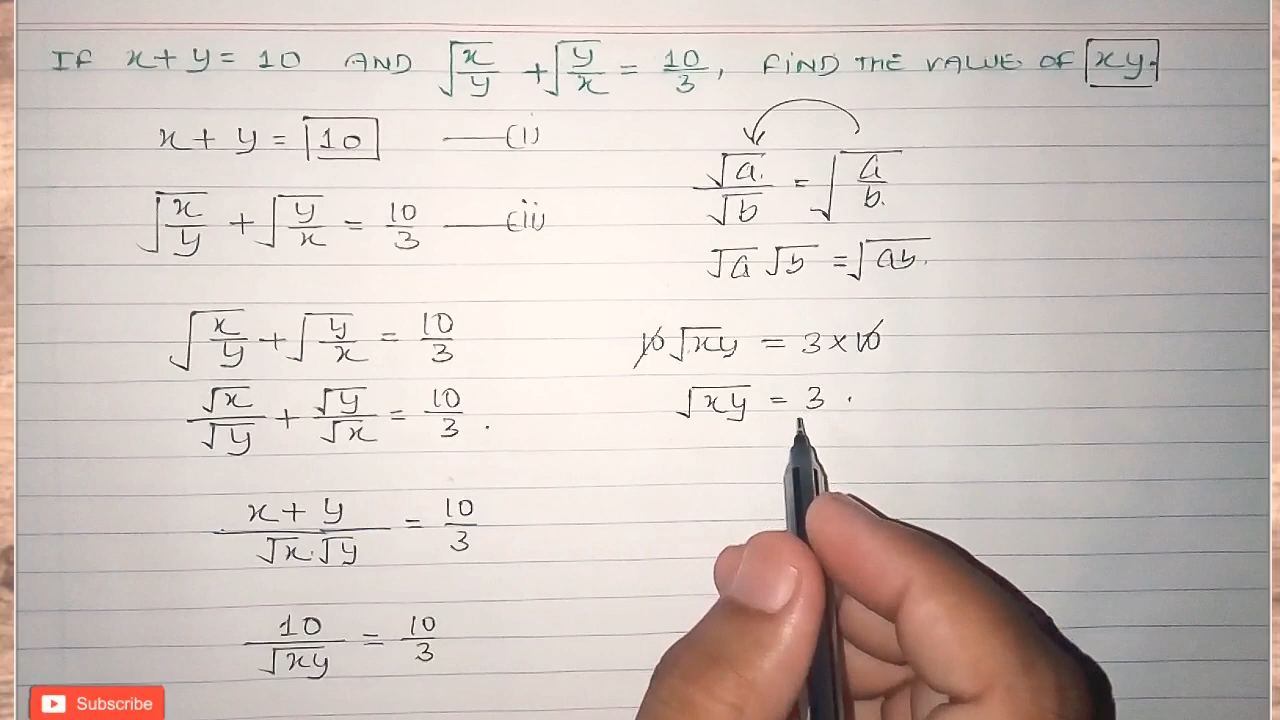 IF x + y = 10 AND √x/y + √y/x = 10/3, FIND THE VALUE OF xy.
x + y = 10 —(i)
√x/y + √y/x = 10/3 —(ii)
√x/y + √y/x = 10/3
√x/√y + √y/√x = 10/3.
x + y/√x.√y = 10/3
10/√xy = 10/3
√a/√b = √a/b.
√a √b = √ab.
10√xy = 3×10
√xy = 3.
Subscribe